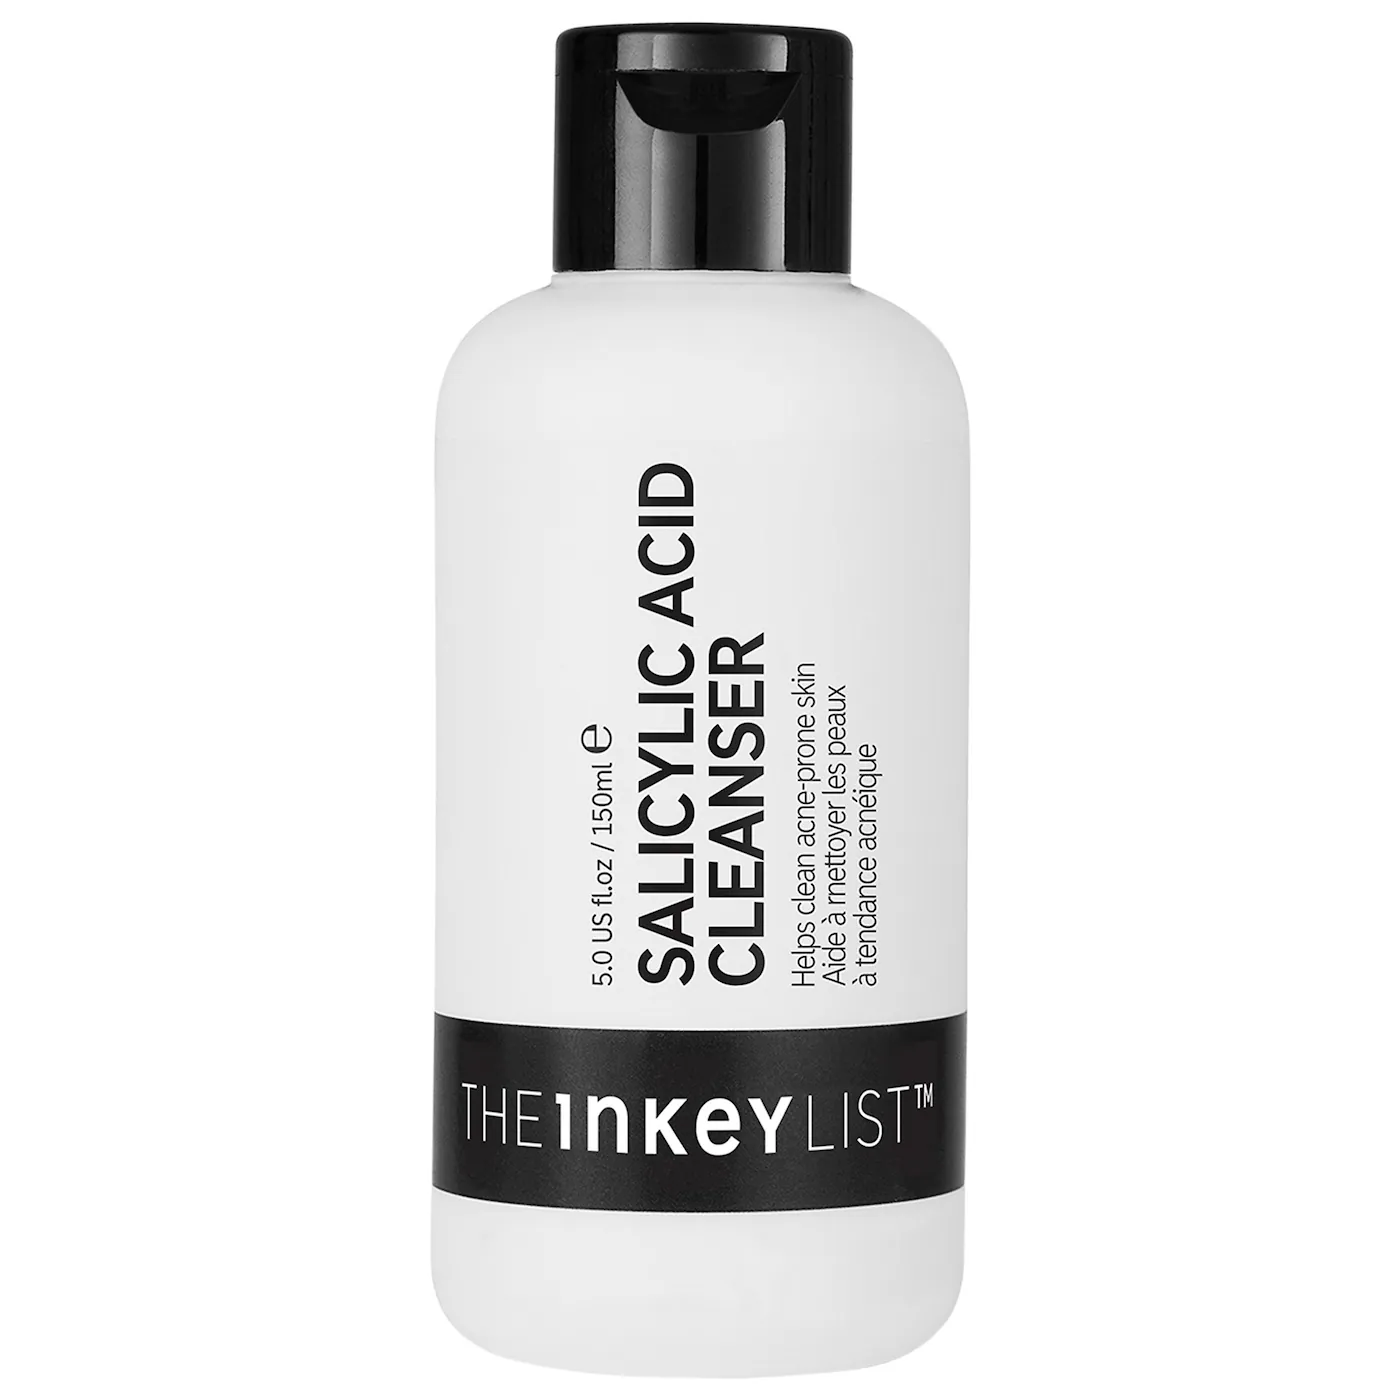 5.0 US fl.oz / 150ml ℮
SALICYLIC ACID
CLEANSER
Helps clean acne-prone skin
Aide à mettoyer les peaux
à tendance acnéique
THE INKEY LIST™